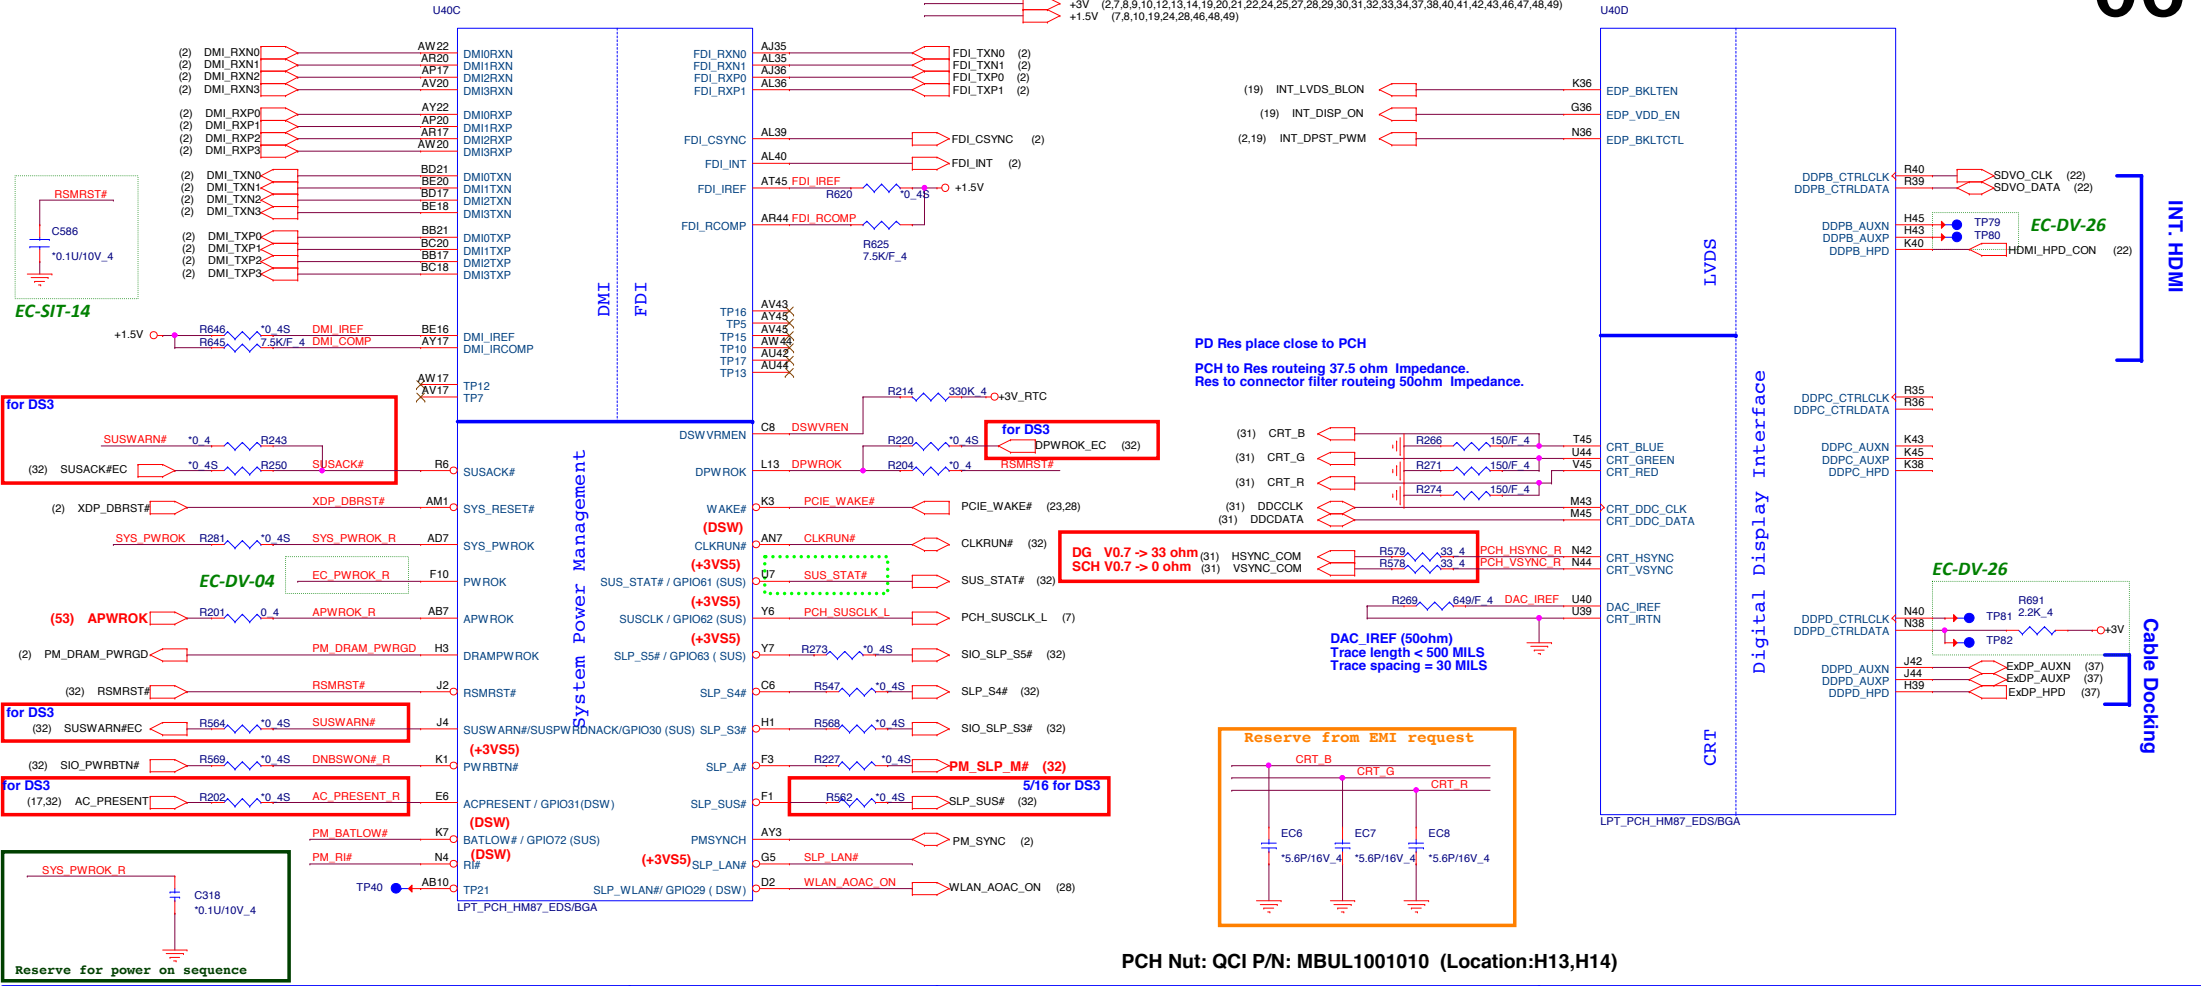 +3V (2,7,8,9,10,12,13,14,19,20,21,22,24,25,27,28,29,30,31,32,33,34,37,38,40,41,42,43,46,47,48,49)
+1.5V (7,8,10,19,24,28,46,48,49)
U40C
(2) DMI_RXN0 AW22 DMI0RXN
(2) DMI_RXN1 AR20 DMI1RXN
(2) DMI_RXN2 AP17 DMI2RXN
(2) DMI_RXN3 AV20 DMI3RXN
(2) DMI_RXP0 AY22 DMI0RXP
(2) DMI_RXP1 AP20 DMI1RXP
(2) DMI_RXP2 AR17 DMI2RXP
(2) DMI_RXP3 AW20 DMI3RXP
(2) DMI_TXN0 BD21 DMI0TXN
(2) DMI_TXN1 BE20 DMI1TXN
(2) DMI_TXN2 BD17 DMI2TXN
(2) DMI_TXN3 BE18 DMI3TXN
(2) DMI_TXP0 BB21 DMI0TXP
(2) DMI_TXP1 BC20 DMI1TXP
(2) DMI_TXP2 BB17 DMI2TXP
(2) DMI_TXP3 BC18 DMI3TXP
RSMRST#
C586
*0.1U/10V_4
EC-SIT-14
+1.5V R646 *0_4S DMI_IREF BE16 DMI_IREF
R645 7.5K/F_4 DMI_COMP AY17 DMI_IRCOMP
AW17 TP12
AV17 TP7
DMI
FDI
FDI_RXN0 AJ35 FDI_TXN0 (2)
FDI_RXN1 AL35 FDI_TXN1 (2)
FDI_RXP0 AJ36 FDI_TXP0 (2)
FDI_RXP1 AL36 FDI_TXP1 (2)
FDI_CSYNC AL39 FDI_CSYNC (2)
FDI_INT AL40 FDI_INT (2)
FDI_IREF AT45 FDI_IREF R620 *0_4S +1.5V
FDI_RCOMP AR44 FDI_RCOMP
R625
7.5K/F_4
TP16 AV43
TP5 AY45
TP15 AV45
TP10 AW44
TP17 AU42
TP13 AU44
for DS3
SUSWARN# *0_4 R243
(32) SUSACK#EC *0_4S R250 SUSACK# R6 SUSACK#
(2) XDP_DBRST# XDP_DBRST# AM1 SYS_RESET#
SYS_PWROK R281 *0_4S SYS_PWROK_R AD7 SYS_PWROK
EC-DV-04 EC_PWROK_R F10 PWROK
(53) APWROK R201 0_4 APWROK_R AB7 APWROK
(2) PM_DRAM_PWRGD PM_DRAM_PWRGD H3 DRAMPWROK
(32) RSMRST# RSMRST# J2 RSMRST#
for DS3
(32) SUSWARN#EC R564 *0_4S SUSWARN# J4 SUSWARN#/SUSPWRDNACK/GPIO30 (SUS)
(+3VS5)
(32) SIO_PWRBTN# R569 *0_4S DNBSWON#_R K1 PWRBTN#
for DS3
(17,32) AC_PRESENT R202 *0_4S AC_PRESENT_R E6 ACPRESENT / GPIO31(DSW)
(DSW)
PM_BATLOW# K7 BATLOW# / GPIO72 (SUS)
(DSW)
PM_RI# N4 RI#
TP40 AB10 TP21
LPT_PCH_HM87_EDS/BGA
System Power Management
R214 330K_4 +3V_RTC
DSWVRMEN C8 DSWVREN
for DS3
R220 *0_4S DPWROK_EC (32)
DPWROK L13 DPWROK R204 *0_4 RSMRST#
WAKE# K3 PCIE_WAKE# PCIE_WAKE# (23,28)
(DSW)
CLKRUN# AN7 CLKRUN# CLKRUN# (32)
(+3VS5)
SUS_STAT# / GPIO61 (SUS) U7 SUS_STAT# SUS_STAT# (32)
(+3VS5)
SUSCLK / GPIO62 (SUS) Y6 PCH_SUSCLK_L PCH_SUSCLK_L (7)
(+3VS5)
SLP_S5# / GPIO63 ( SUS) Y7 R273 *0_4S SIO_SLP_S5# (32)
SLP_S4# C6 R547 *0_4S SLP_S4# (32)
SLP_S3# H1 R568 *0_4S SIO_SLP_S3# (32)
SLP_A# F3 R227 *0_4S PM_SLP_M# (32)
5/16 for DS3
SLP_SUS# F1 R562 *0_4S SLP_SUS# (32)
PMSYNCH AY3 PM_SYNC (2)
(+3VS5) SLP_LAN# G5 SLP_LAN#
SLP_WLAN#/ GPIO29 ( DSW) D2 WLAN_AOAC_ON WLAN_AOAC_ON (28)
SYS_PWROK_R
C318
*0.1U/10V_4
Reserve for power on sequence
U40D
(19) INT_LVDS_BLON K36 EDP_BKLTEN
(19) INT_DISP_ON G36 EDP_VDD_EN
(2,19) INT_DPST_PWM N36 EDP_BKLTCTL
LVDS
PD Res place close to PCH
PCH to Res routeing 37.5 ohm Impedance.
Res to connector filter routeing 50ohm Impedance.
(31) CRT_B R266 150/F_4 T45 CRT_BLUE
(31) CRT_G R271 150/F_4 U44 CRT_GREEN
(31) CRT_R R274 150/F_4 V45 CRT_RED
(31) DDCCLK M43 CRT_DDC_CLK
(31) DDCDATA M45 CRT_DDC_DATA
DG V0.7 -> 33 ohm (31) HSYNC_COM R579 33_4 PCH_HSYNC_R N42 CRT_HSYNC
SCH V0.7 -> 0 ohm (31) VSYNC_COM R578 33_4 PCH_VSYNC_R N44 CRT_VSYNC
R269 649/F_4 DAC_IREF U40 DAC_IREF
U39 CRT_IRTN
DAC_IREF (50ohm)
Trace length < 500 MILS
Trace spacing = 30 MILS
Reserve from EMI request
CRT_B
CRT_G
CRT_R
EC6 EC7 EC8
*5.6P/16V_4 *5.6P/16V_4 *5.6P/16V_4
CRT
Digital Display Interface
LPT_PCH_HM87_EDS/BGA
DDPB_CTRLCLK R40 SDVO_CLK (22)
DDPB_CTRLDATA R39 SDVO_DATA (22)
DDPB_AUXN H45 TP79
DDPB_AUXP H43 TP80
EC-DV-26
DDPB_HPD K40 HDMI_HPD_CON (22)
INT. HDMI
DDPC_CTRLCLK R35
DDPC_CTRLDATA R36
DDPC_AUXN K43
DDPC_AUXP K45
DDPC_HPD K38
EC-DV-26
R691
2.2K_4
DDPD_CTRLCLK N40 TP81
DDPD_CTRLDATA N38 +3V
TP82
DDPD_AUXN J42 ExDP_AUXN (37)
DDPD_AUXP J44 ExDP_AUXP (37)
DDPD_HPD H39 ExDP_HPD (37)
Cable Docking
PCH Nut: QCI P/N: MBUL1001010 (Location:H13,H14)